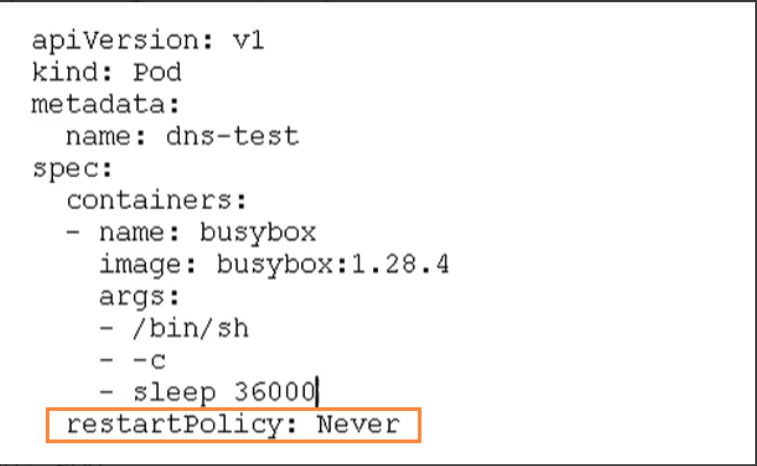 apiVersion: v1
kind: Pod
metadata:
  name: dns-test
spec:
  containers:
  - name: busybox
    image: busybox:1.28.4
    args:
    - /bin/sh
    - -c
    - sleep 36000
  restartPolicy: Never